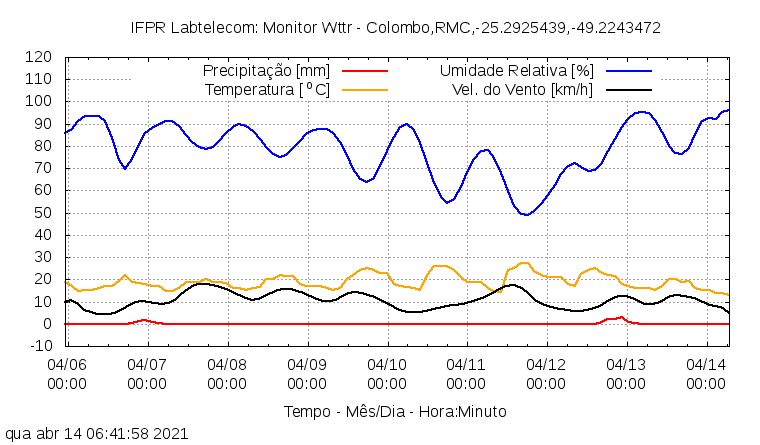 IFPR Labtelecom: Monitor Wttr - Colombo,RMC,-25.2925439,-49.2243472
Precipitação [mm]
Temperatura [⁰C]
Umidade Relativa [%]
Vel. do Vento [km/h]
120
110
100
90
80
70
60
50
40
30
20
10
0
-10
04/06 04/07 04/08 04/09 04/10 04/11 04/12 04/13 04/14
00:00 00:00 00:00 00:00 00:00 00:00 00:00 00:00 00:00
Tempo - Mês/Dia - Hora:Minuto
qua abr 14 06:41:58 2021